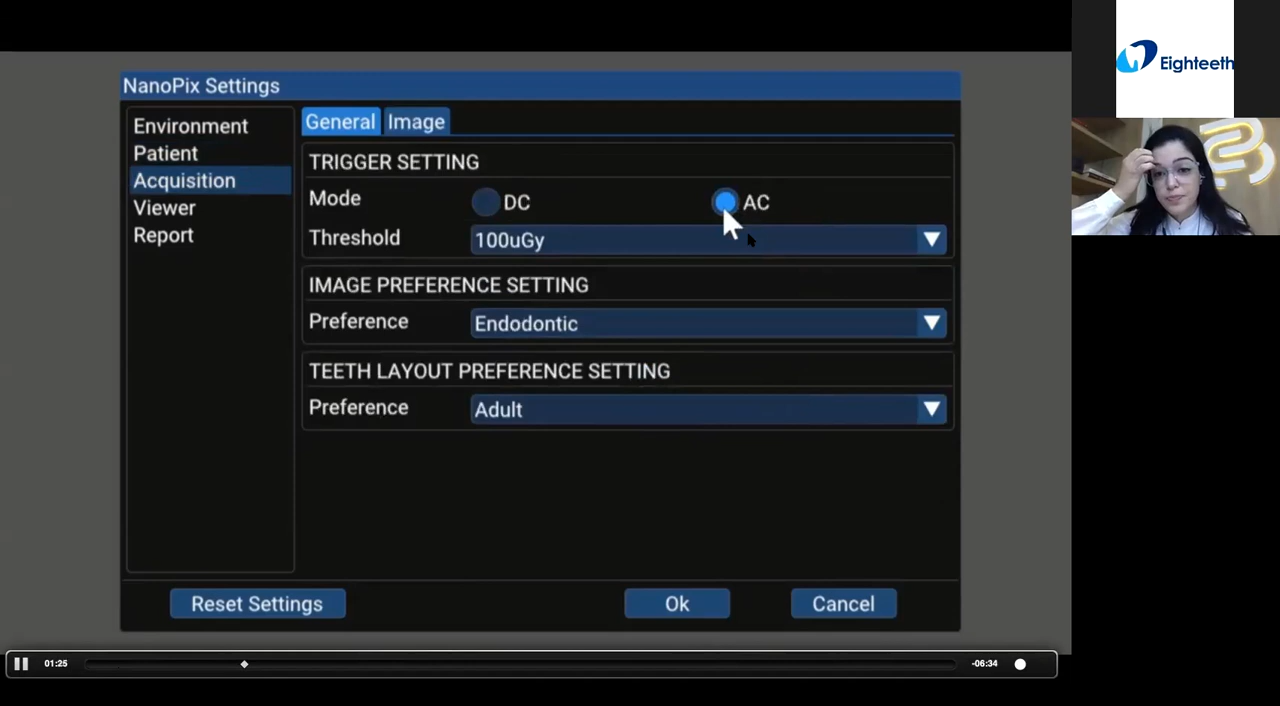 NanoPix Settings
Environment
Patient
Acquisition
Viewer
Report
General Image
TRIGGER SETTING
Mode DC AC
Threshold 100uGy
IMAGE PREFERENCE SETTING
Preference Endodontic
TEETH LAYOUT PREFERENCE SETTING
Preference Adult
Reset Settings Ok Cancel
01:25 -06:34
Eighteeth